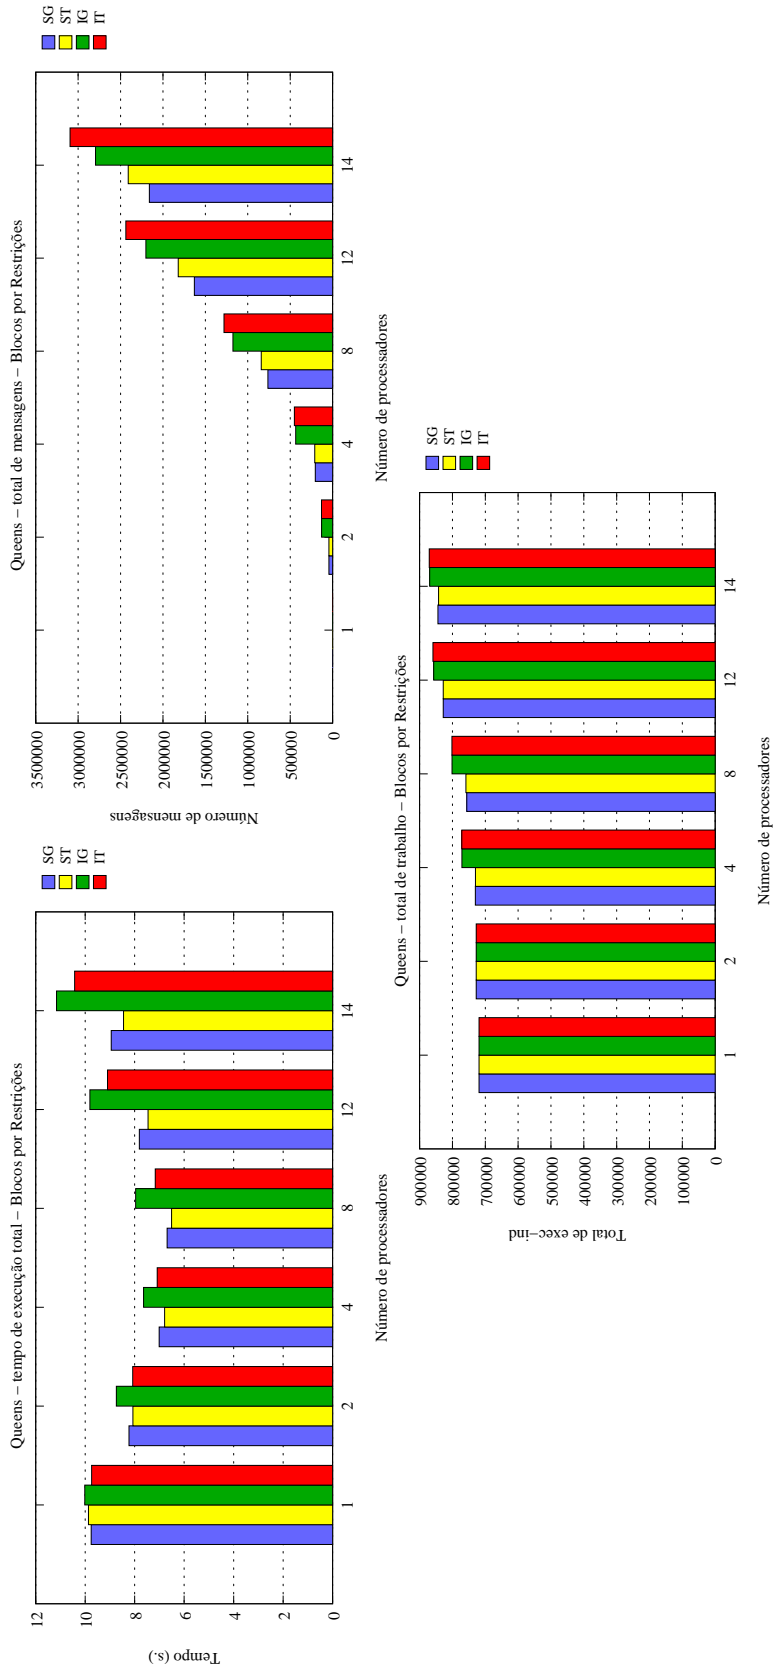 Queens – tempo de execução total – Blocos por Restrições
SG
ST
IG
IT
Tempo (s.)
12
10
8
6
4
2
0
1
2
4
8
12
14
Número de processadores
Queens – total de mensagens – Blocos por Restrições
SG
ST
IG
IT
Número de mensagens
3500000
3000000
2500000
2000000
1500000
1000000
500000
0
1
2
4
8
12
14
Número de processadores
Queens – total de trabalho – Blocos por Restrições
SG
ST
IG
IT
Total de exec–ind
900000
800000
700000
600000
500000
400000
300000
200000
100000
0
1
2
4
8
12
14
Número de processadores